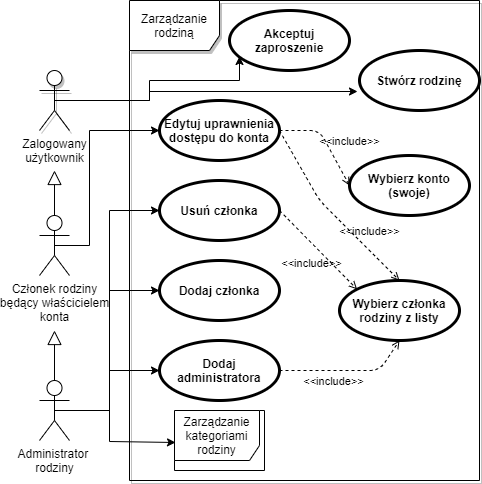 Zarządzanie
rodziną
Akceptuj
zaproszenie
Stwórz rodzinę
Zalogowany
użytkownik
Edytuj uprawnienia
dostępu do konta
<<include>>
Wybierz konto
(swoje)
Usuń członka
<<include>>
Członek rodziny
będący właścicielem
konta
<<include>>
Dodaj członka
Wybierz członka
rodziny z listy
Dodaj
administratora
<<include>>
Zarządzanie
kategoriami
rodziny
Administrator
rodziny